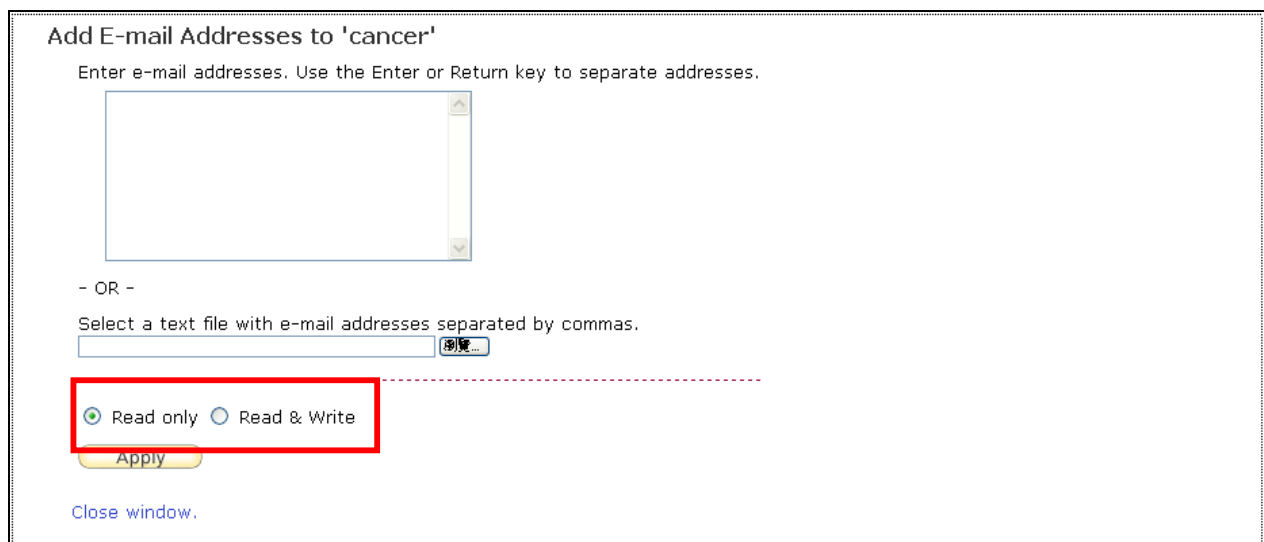 Add E-mail Addresses to 'cancer'
Enter e-mail addresses. Use the Enter or Return key to separate addresses.
- OR -
Select a text file with e-mail addresses separated by commas.
瀏覽...
Read only Read & Write
Apply
Close window.